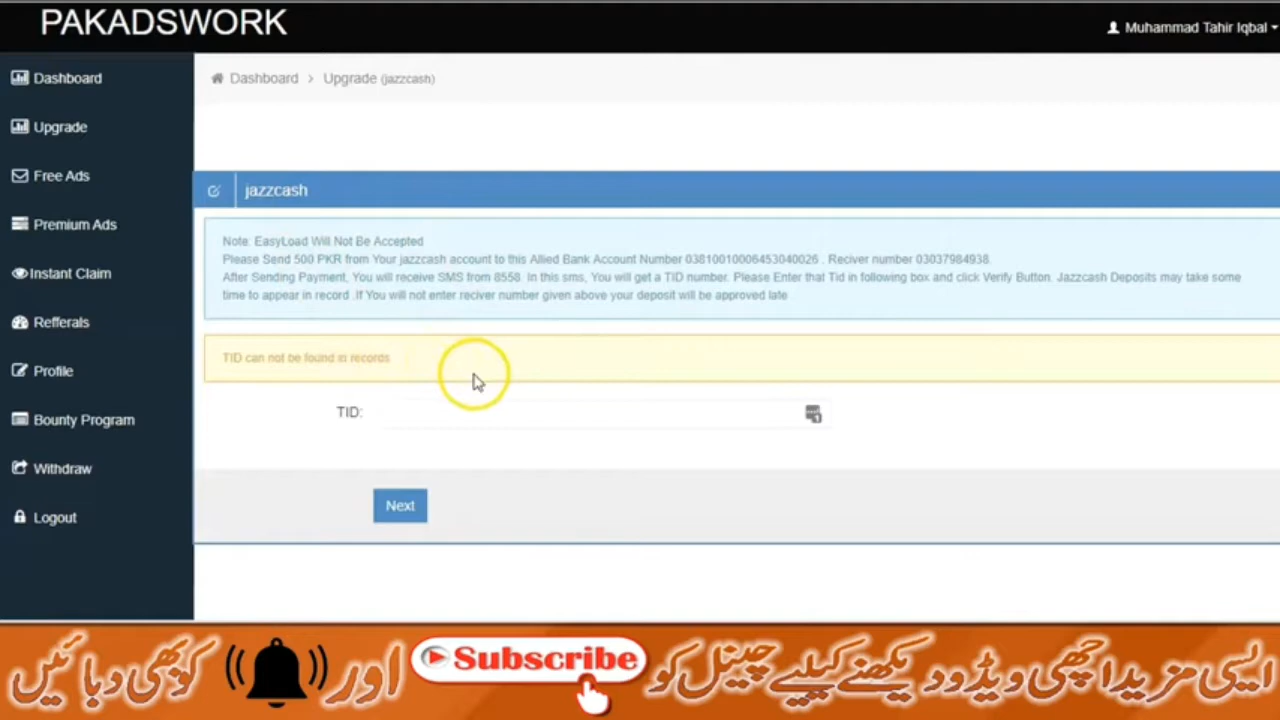 PAKADSWORK
Muhammad Tahir Iqbal
Dashboard
Upgrade
Free Ads
Premium Ads
Instant Claim
Refferals
Profile
Bounty Program
Withdraw
Logout
Dashboard > Upgrade (jazzcash)
jazzcash
Note: EasyLoad Will Not Be Accepted
Please Send 500 PKR from Your jazzcash account to this Allied Bank Account Number 03810010006453040026 . Reciver number 03037984938.
After Sending Payment, You will receive SMS from 8558. In this sms, You will get a TID number. Please Enter that Tid in following box and click Verify Button. Jazzcash Deposits may take some
time to appear in record .If You will not enter reciver number given above your deposit will be approved late
TID can not be found in records
TID:
Next
ایسی مزید اچھی ویڈوز دیکھنے کیلیے چینل کو Subscribe اور کو بھی دبائیں